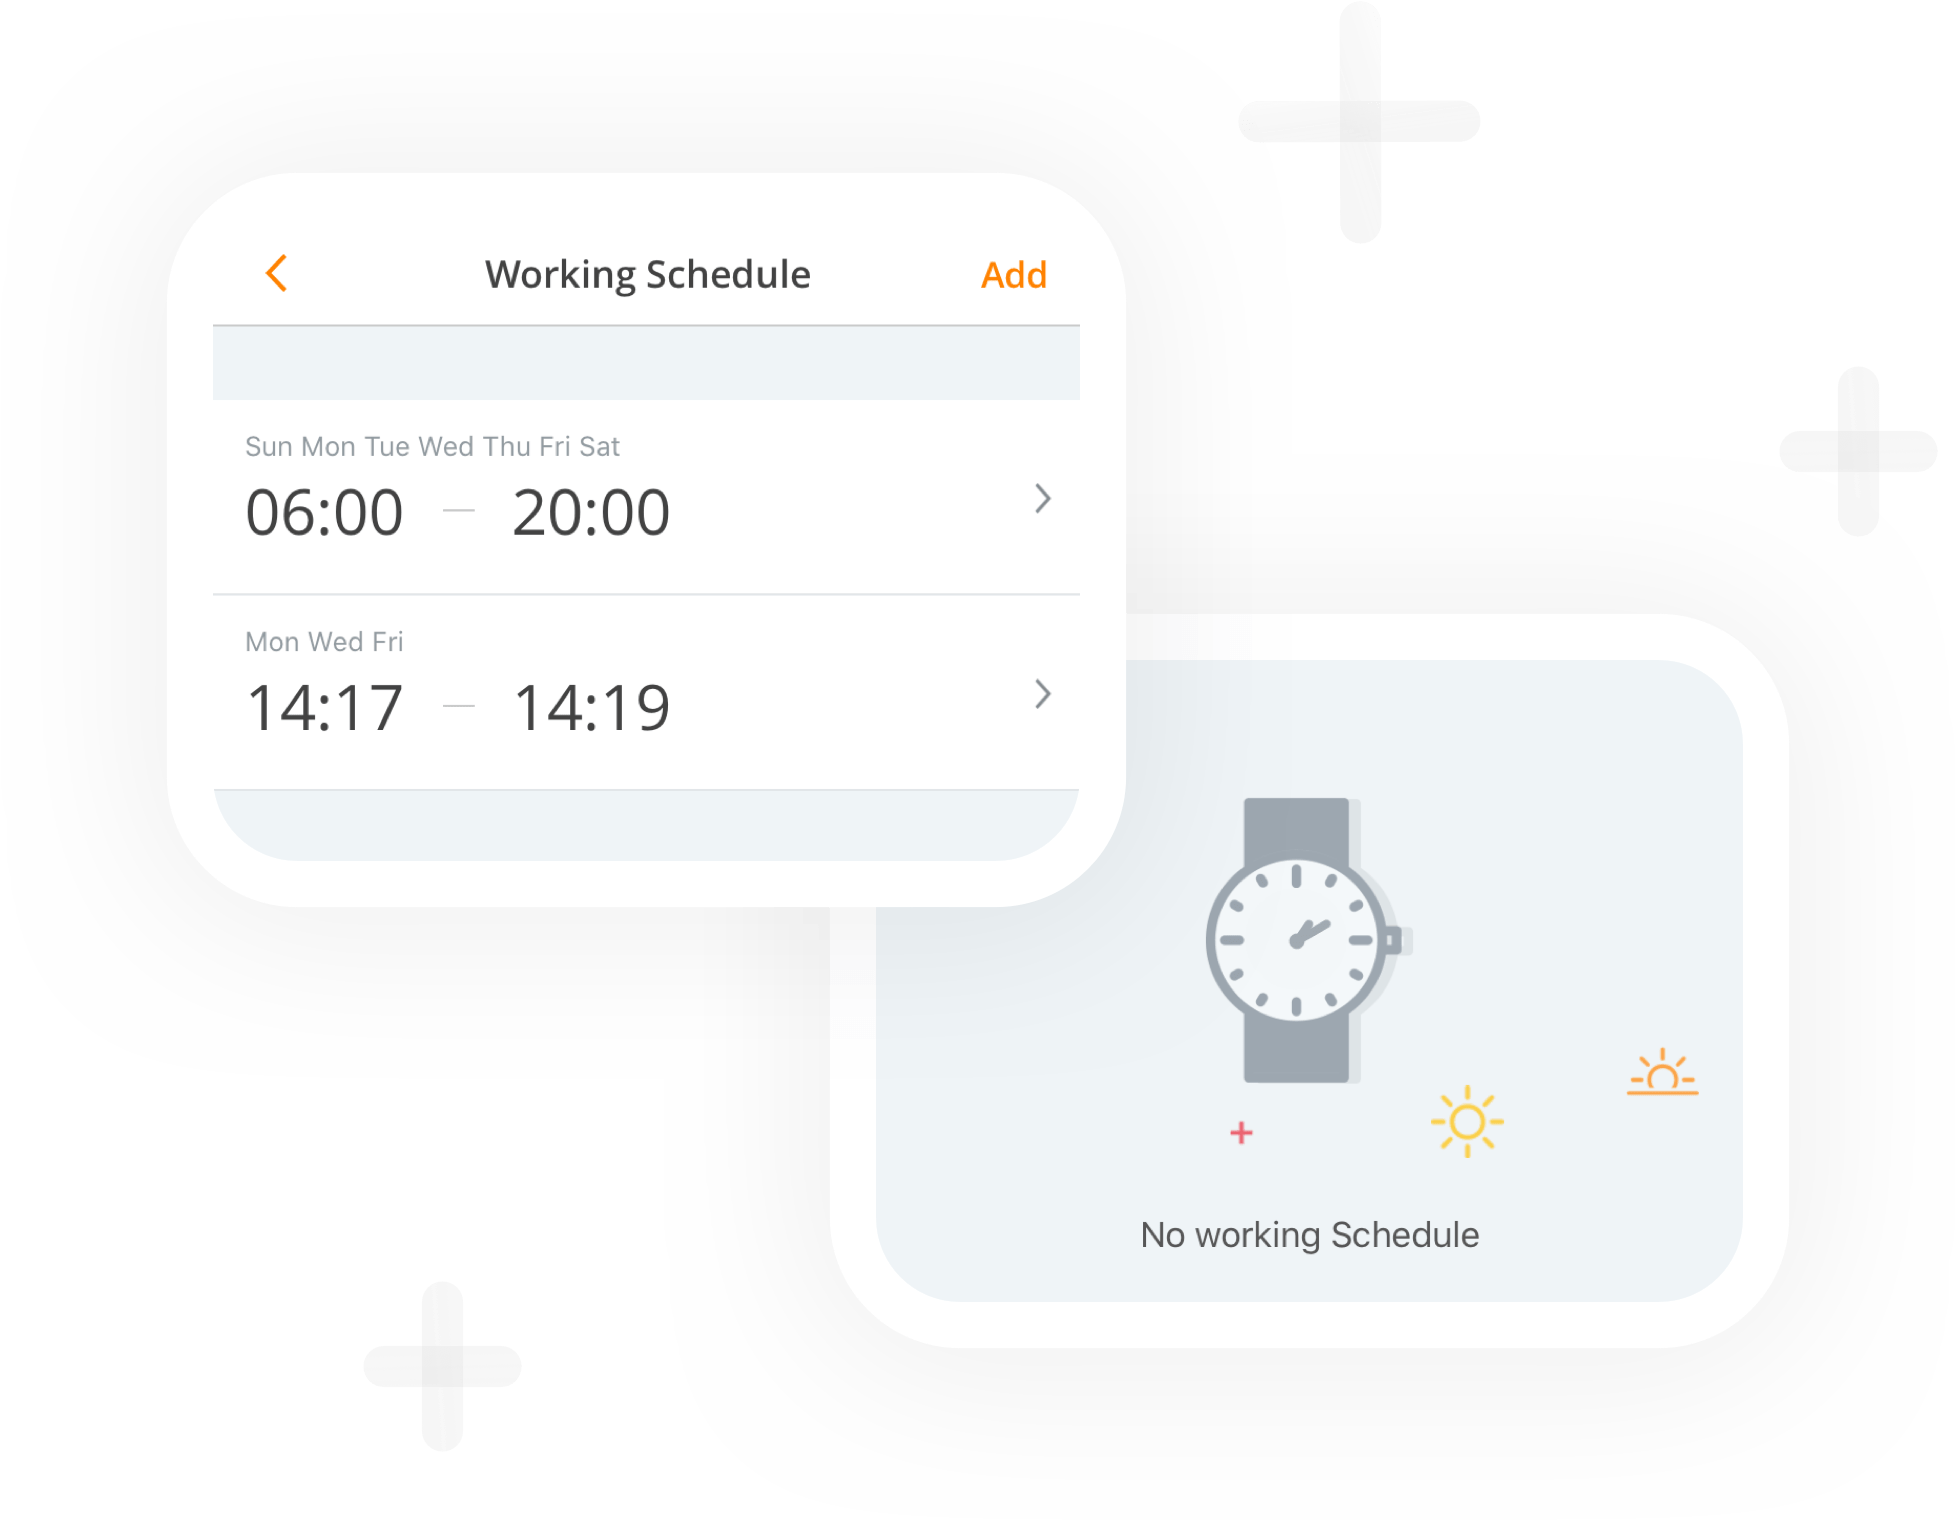 Working Schedule Add
Sun Mon Tue Wed Thu Fri Sat
06:00 — 20:00
Mon Wed Fri
14:17 — 14:19
No working Schedule